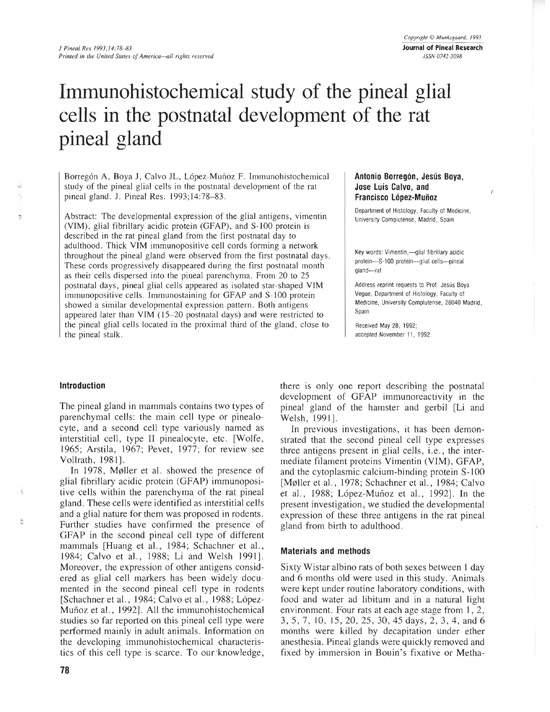 Copyright © Munksgaard, 1993
J Pineal Res 1993;14:78–83
Printed in the United States of America—all rights reserved
Journal of Pineal Research
ISSN 0742-3098
Immunohistochemical study of the pineal glial
cells in the postnatal development of the rat
pineal gland
Borregón A, Boya J, Calvo JL, López-Muñoz F. Immunohistochemical
study of the pineal glial cells in the postnatal development of the rat
pineal gland. J. Pineal Res. 1993;14:78–83.
Abstract: The developmental expression of the glial antigens, vimentin
(VIM), glial fibrillary acidic protein (GFAP), and S-100 protein is
described in the rat pineal gland from the first postnatal day to
adulthood. Thick VIM immunopositive cell cords forming a network
throughout the pineal gland were observed from the first postnatal days.
These cords progressively disappeared during the first postnatal month
as their cells dispersed into the pineal parenchyma. From 20 to 25
postnatal days, pineal glial cells appeared as isolated star-shaped VIM
immunopositive cells. Immunostaining for GFAP and S-100 protein
showed a similar developmental expression pattern. Both antigens
appeared later than VIM (15–20 postnatal days) and were restricted to
the pineal glial cells located in the proximal third of the gland, close to
the pineal stalk.
Antonio Borregón, Jesús Boya,
Jose Luis Calvo, and
Francisco López-Muñoz
Department of Histology, Faculty of Medicine,
University Complutense, Madrid, Spain
Key words: Vimentin,—glial fibrillary acidic
protein—S-100 protein—glial cells—pineal
gland—rat
Address reprint requests to Prof. Jesús Boya
Vegue, Department of Histology, Faculty of
Medicine, University Complutense, 28040 Madrid,
Spain
Received May 28, 1992;
accepted November 11, 1992
Introduction
The pineal gland in mammals contains two types of
parenchymal cells: the main cell type or pinealo-
cyte, and a second cell type variously named as
interstitial cell, type II pinealocyte, etc. [Wolfe,
1965; Arstila, 1967; Pevet, 1977; for review see
Vollrath, 1981].
In 1978, Møller et al. showed the presence of
glial fibrillary acidic protein (GFAP) immunoposi-
tive cells within the parenchyma of the rat pineal
gland. These cells were identified as interstitial cells
and a glial nature for them was proposed in rodents.
Further studies have confirmed the presence of
GFAP in the second pineal cell type of different
mammals [Huang et al., 1984; Schachner et al.,
1984; Calvo et al., 1988; Li and Welsh 1991].
Moreover, the expression of other antigens consid-
ered as glial cell markers has been widely docu-
mented in the second pineal cell type in rodents
[Schachner et al., 1984; Calvo et al., 1988; López-
Muñoz et al., 1992]. All the immunohistochemical
studies so far reported on this pineal cell type were
performed mainly in adult animals. Information on
the developing immunohistochemical characteris-
tics of this cell type is scarce. To our knowledge,
there is only one report describing the postnatal
development of GFAP immunoreactivity in the
pineal gland of the hamster and gerbil [Li and
Welsh, 1991].
In previous investigations, it has been demon-
strated that the second pineal cell type expresses
three antigens present in glial cells, i.e., the inter-
mediate filament proteins Vimentin (VIM), GFAP,
and the cytoplasmic calcium-binding protein S-100
[Møller et al., 1978; Schachner et al., 1984; Calvo
et al., 1988; López-Muñoz et al., 1992]. In the
present investigation, we studied the developmental
expression of these three antigens in the rat pineal
gland from birth to adulthood.
Materials and methods
Sixty Wistar albino rats of both sexes between 1 day
and 6 months old were used in this study. Animals
were kept under routine laboratory conditions, with
food and water ad libitum and in a natural light
environment. Four rats at each age stage from 1, 2,
3, 5, 7, 10, 15, 20, 25, 30, 45 days, 2, 3, 4, and 6
months were killed by decapitation under ether
anesthesia. Pineal glands were quickly removed and
fixed by immersion in Bouin's fixative or Metha-
78